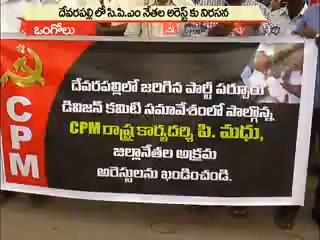 దేవరపల్లి లో సి.పి.ఎం నేతల అరెస్ట్ కు నిరసన
ఒంగోలు
CPM
దేవరపల్లిలో జరిగిన పార్టీ పర్చూరు
డివిజన్ కమిటి సమావేశంలో పాల్గొన్న
CPM రాష్ట్ర కార్యదర్శి పి. మధు,
జిల్లానేతల అక్రమ
అరెస్టులను ఖండించండి.